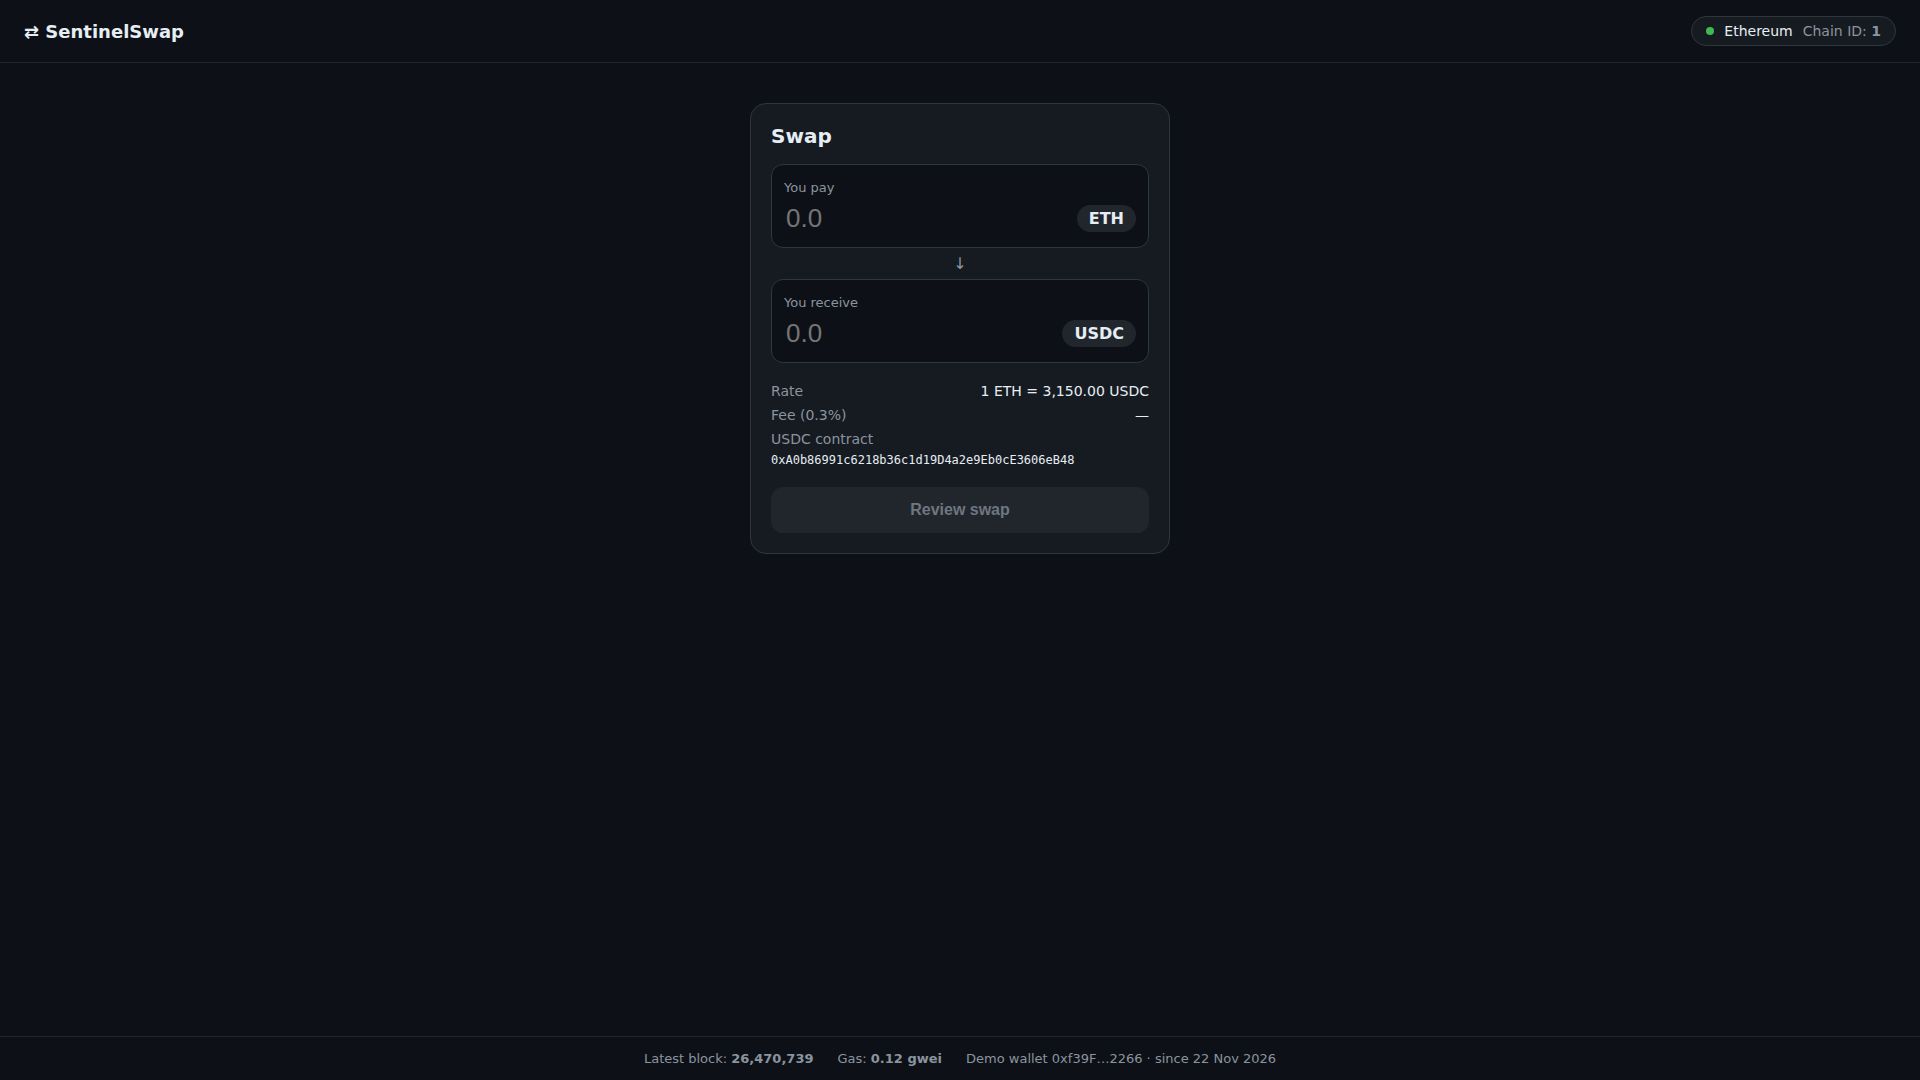 ⇄ SentinelSwap
Ethereum Chain ID: 1
Swap
You pay
0.0 ETH
↓
You receive
0.0 USDC
Rate 1 ETH = 3,150.00 USDC
Fee (0.3%) —
USDC contract
0xA0b86991c6218b36c1d19D4a2e9Eb0cE3606eB48
Review swap
Latest block: 26,470,739 Gas: 0.12 gwei Demo wallet 0xf39F…2266 · since 22 Nov 2026